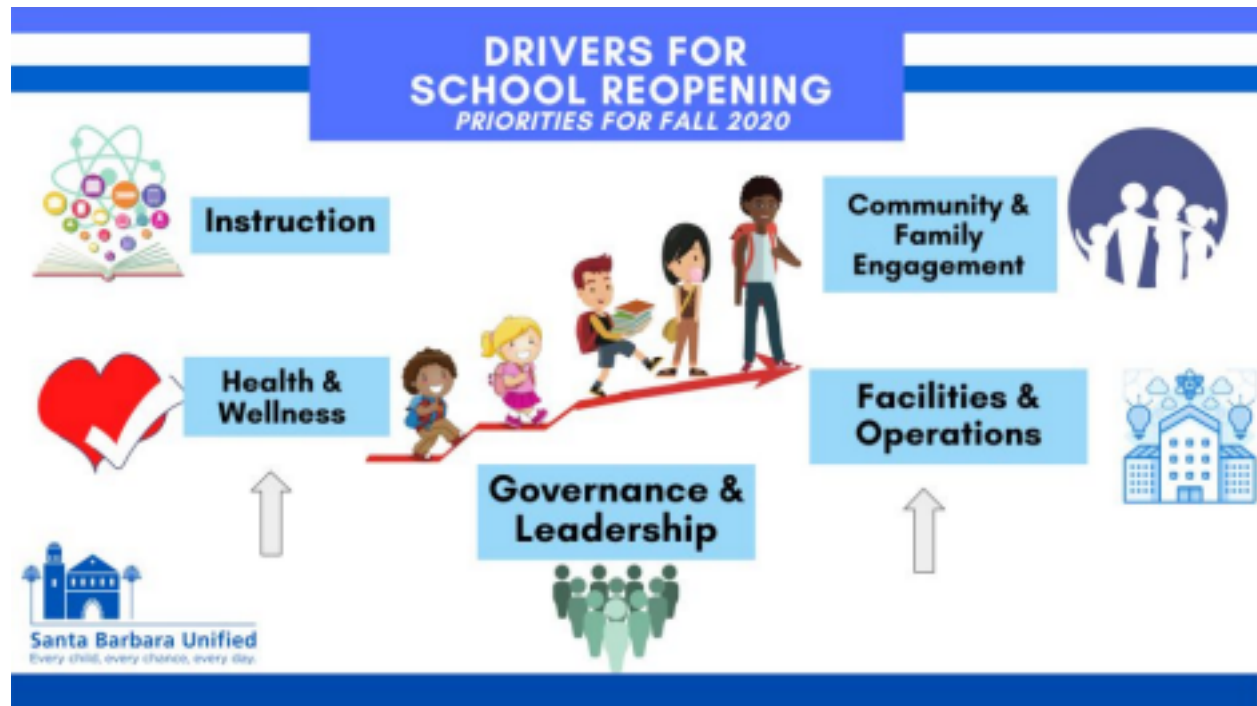 DRIVERS FOR
SCHOOL REOPENING
PRIORITIES FOR FALL 2020
Instruction
Health &
Wellness
Community &
Family
Engagement
Facilities &
Operations
Governance &
Leadership
Santa Barbara Unified
Every child, every chance, every day.